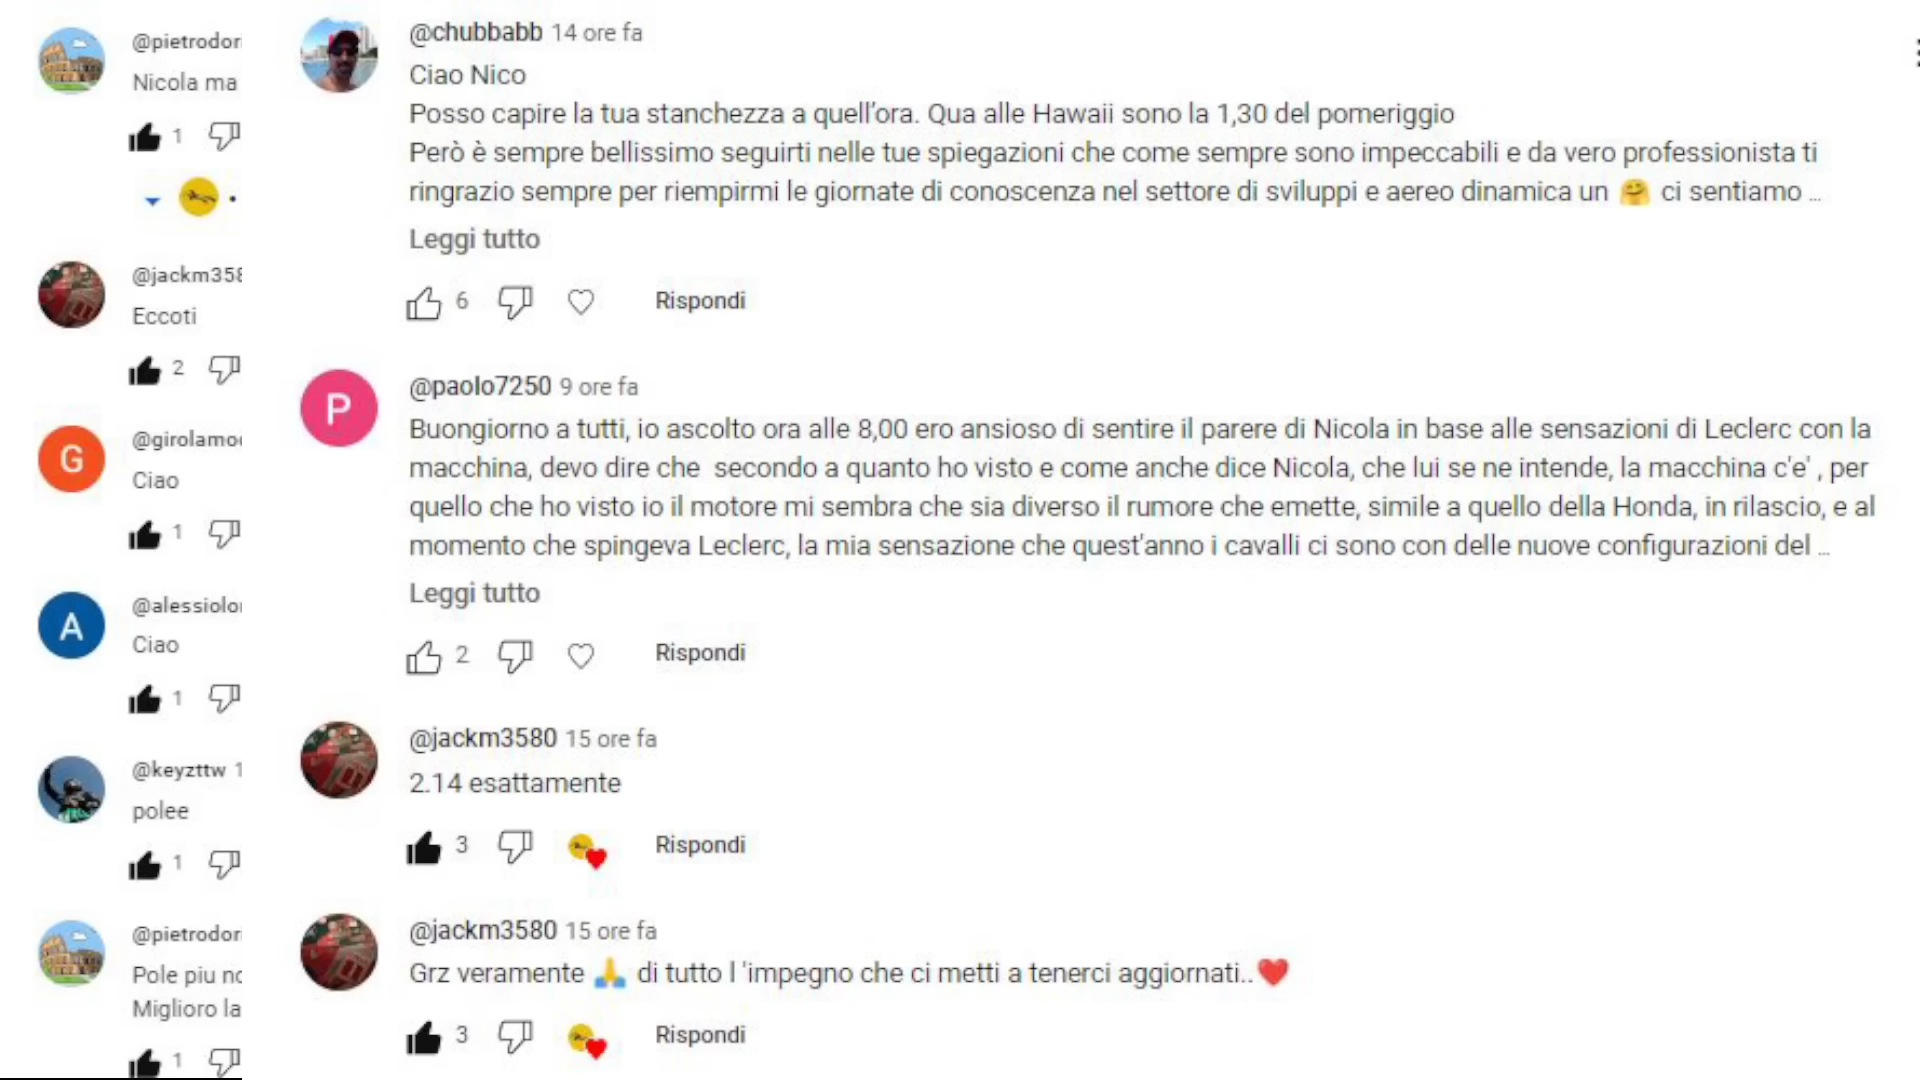 @pietrodor
Nicola ma
1
@jackm358
Eccoti
2
G
@girolamo
Ciao
1
A
@alessiolo
Ciao
1
@keyzttw 1
polee
1
@pietrodor
Pole piu no
Miglioro la
1
@chubbabb 14 ore fa
Ciao Nico
Posso capire la tua stanchezza a quell'ora. Qua alle Hawaii sono la 1,30 del pomeriggio
Però è sempre bellissimo seguirti nelle tue spiegazioni che come sempre sono impeccabili e da vero professionista ti
ringrazio sempre per riempirmi le giornate di conoscenza nel settore di sviluppi e aereo dinamica un 🤗 ci sentiamo ...
Leggi tutto
6 Rispondi
P
@paolo7250 9 ore fa
Buongiorno a tutti, io ascolto ora alle 8,00 ero ansioso di sentire il parere di Nicola in base alle sensazioni di Leclerc con la
macchina, devo dire che  secondo a quanto ho visto e come anche dice Nicola, che lui se ne intende, la macchina c'e' , per
quello che ho visto io il motore mi sembra che sia diverso il rumore che emette, simile a quello della Honda, in rilascio, e al
momento che spingeva Leclerc, la mia sensazione che quest'anno i cavalli ci sono con delle nuove configurazioni del ...
Leggi tutto
2 Rispondi
@jackm3580 15 ore fa
2.14 esattamente
3 Rispondi
@jackm3580 15 ore fa
Grz veramente 🙏 di tutto l 'impegno che ci metti a tenerci aggiornati..❤️
3 Rispondi